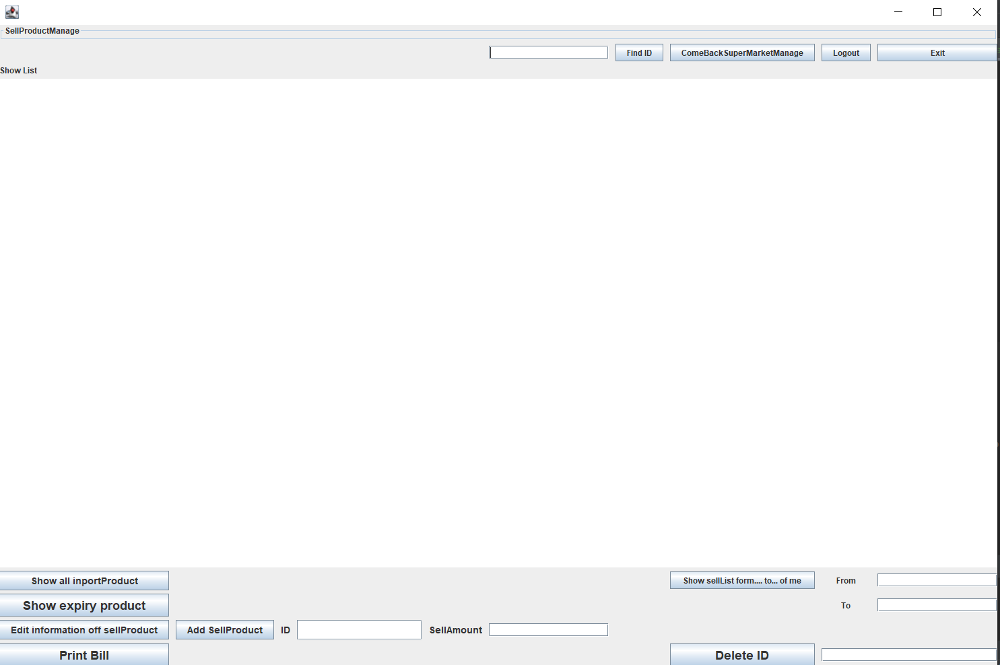 SellProductManage
Find ID ComeBackSuperMarketManage Logout Exit
Show List
Show all inportProduct Show sellList form.... to... of me From
Show expiry product To
Edit information off sellProduct Add SellProduct ID SellAmount
Print Bill Delete ID